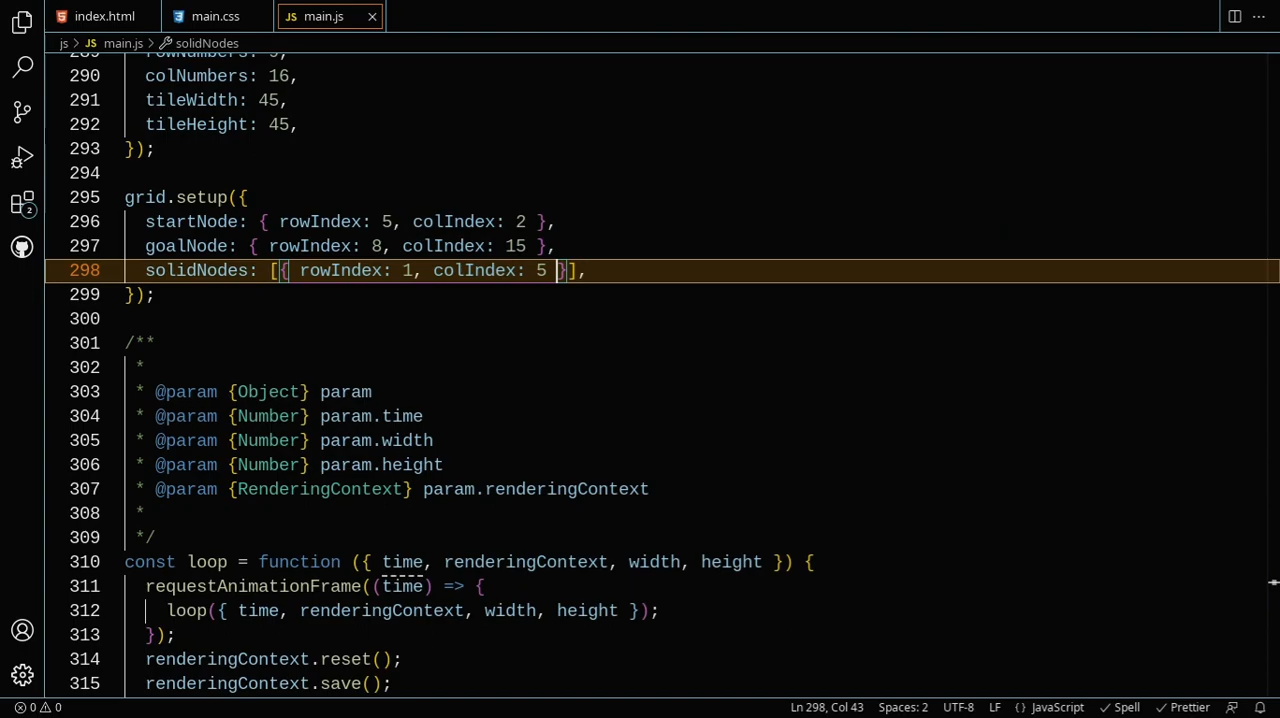 index.html
main.css
JS main.js
js > JS main.js > solidNodes
289 rowNumbers: 9,
290 colNumbers: 16,
291 tileWidth: 45,
292 tileHeight: 45,
293 });
294
295 grid.setup({
296 startNode: { rowIndex: 5, colIndex: 2 },
297 goalNode: { rowIndex: 8, colIndex: 15 },
298 solidNodes: [{ rowIndex: 1, colIndex: 5 }],
299 });
300
301 /**
302 *
303 * @param {Object} param
304 * @param {Number} param.time
305 * @param {Number} param.width
306 * @param {Number} param.height
307 * @param {RenderingContext} param.renderingContext
308 *
309 */
310 const loop = function ({ time, renderingContext, width, height }) {
311 requestAnimationFrame((time) => {
312 loop({ time, renderingContext, width, height });
313 });
314 renderingContext.reset();
315 renderingContext.save();
2
0 0
Ln 298, Col 43
Spaces: 2
UTF-8
LF
{} JavaScript
Spell
Prettier